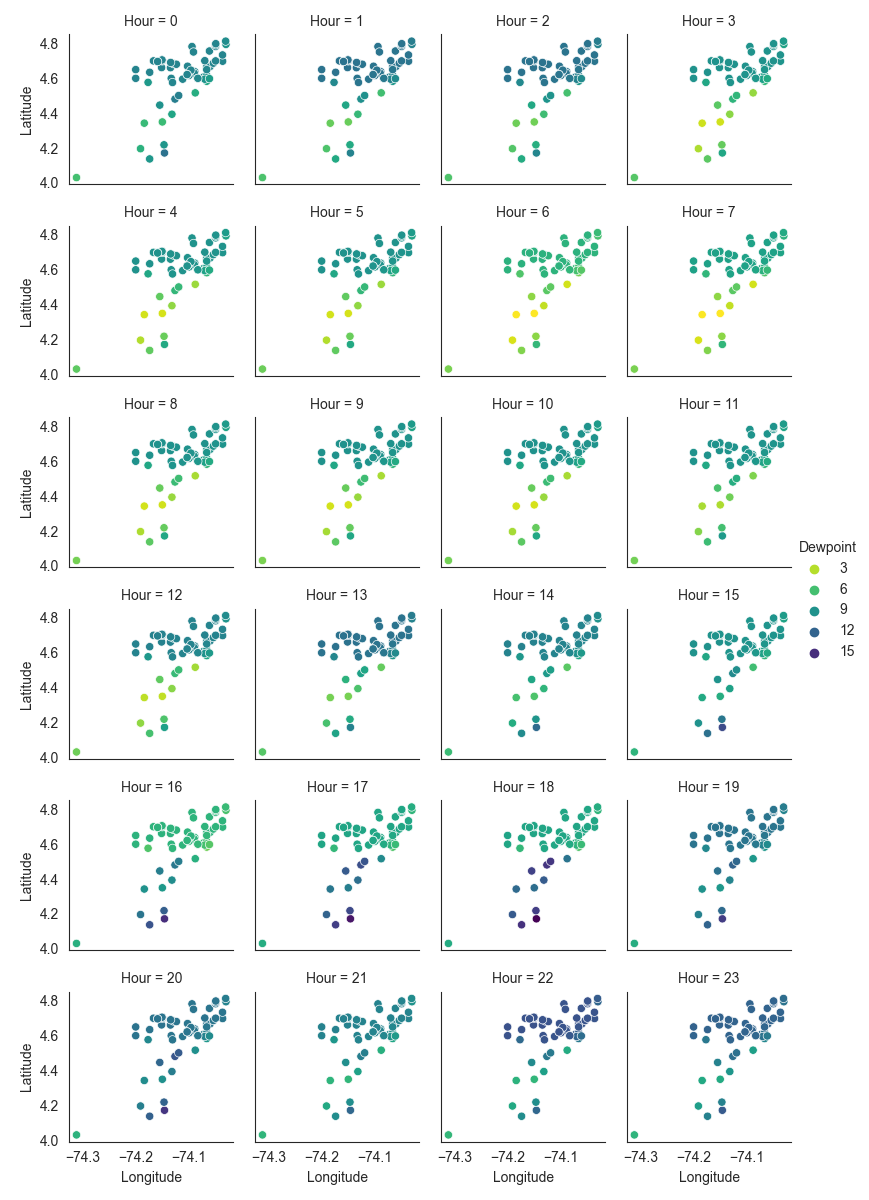 Hour = 0 Hour = 1 Hour = 2 Hour = 3
4.8
4.6
4.4
4.2
4.0
Latitude
Hour = 4 Hour = 5 Hour = 6 Hour = 7
4.8
4.6
4.4
4.2
4.0
Latitude
Hour = 8 Hour = 9 Hour = 10 Hour = 11
4.8
4.6
4.4
4.2
4.0
Latitude
Dewpoint
3
6
9
12
15
Hour = 12 Hour = 13 Hour = 14 Hour = 15
4.8
4.6
4.4
4.2
4.0
Latitude
Hour = 16 Hour = 17 Hour = 18 Hour = 19
4.8
4.6
4.4
4.2
4.0
Latitude
Hour = 20 Hour = 21 Hour = 22 Hour = 23
4.8
4.6
4.4
4.2
4.0
Latitude
−74.3 −74.2 −74.1 −74.3 −74.2 −74.1 −74.3 −74.2 −74.1 −74.3 −74.2 −74.1
Longitude Longitude Longitude Longitude